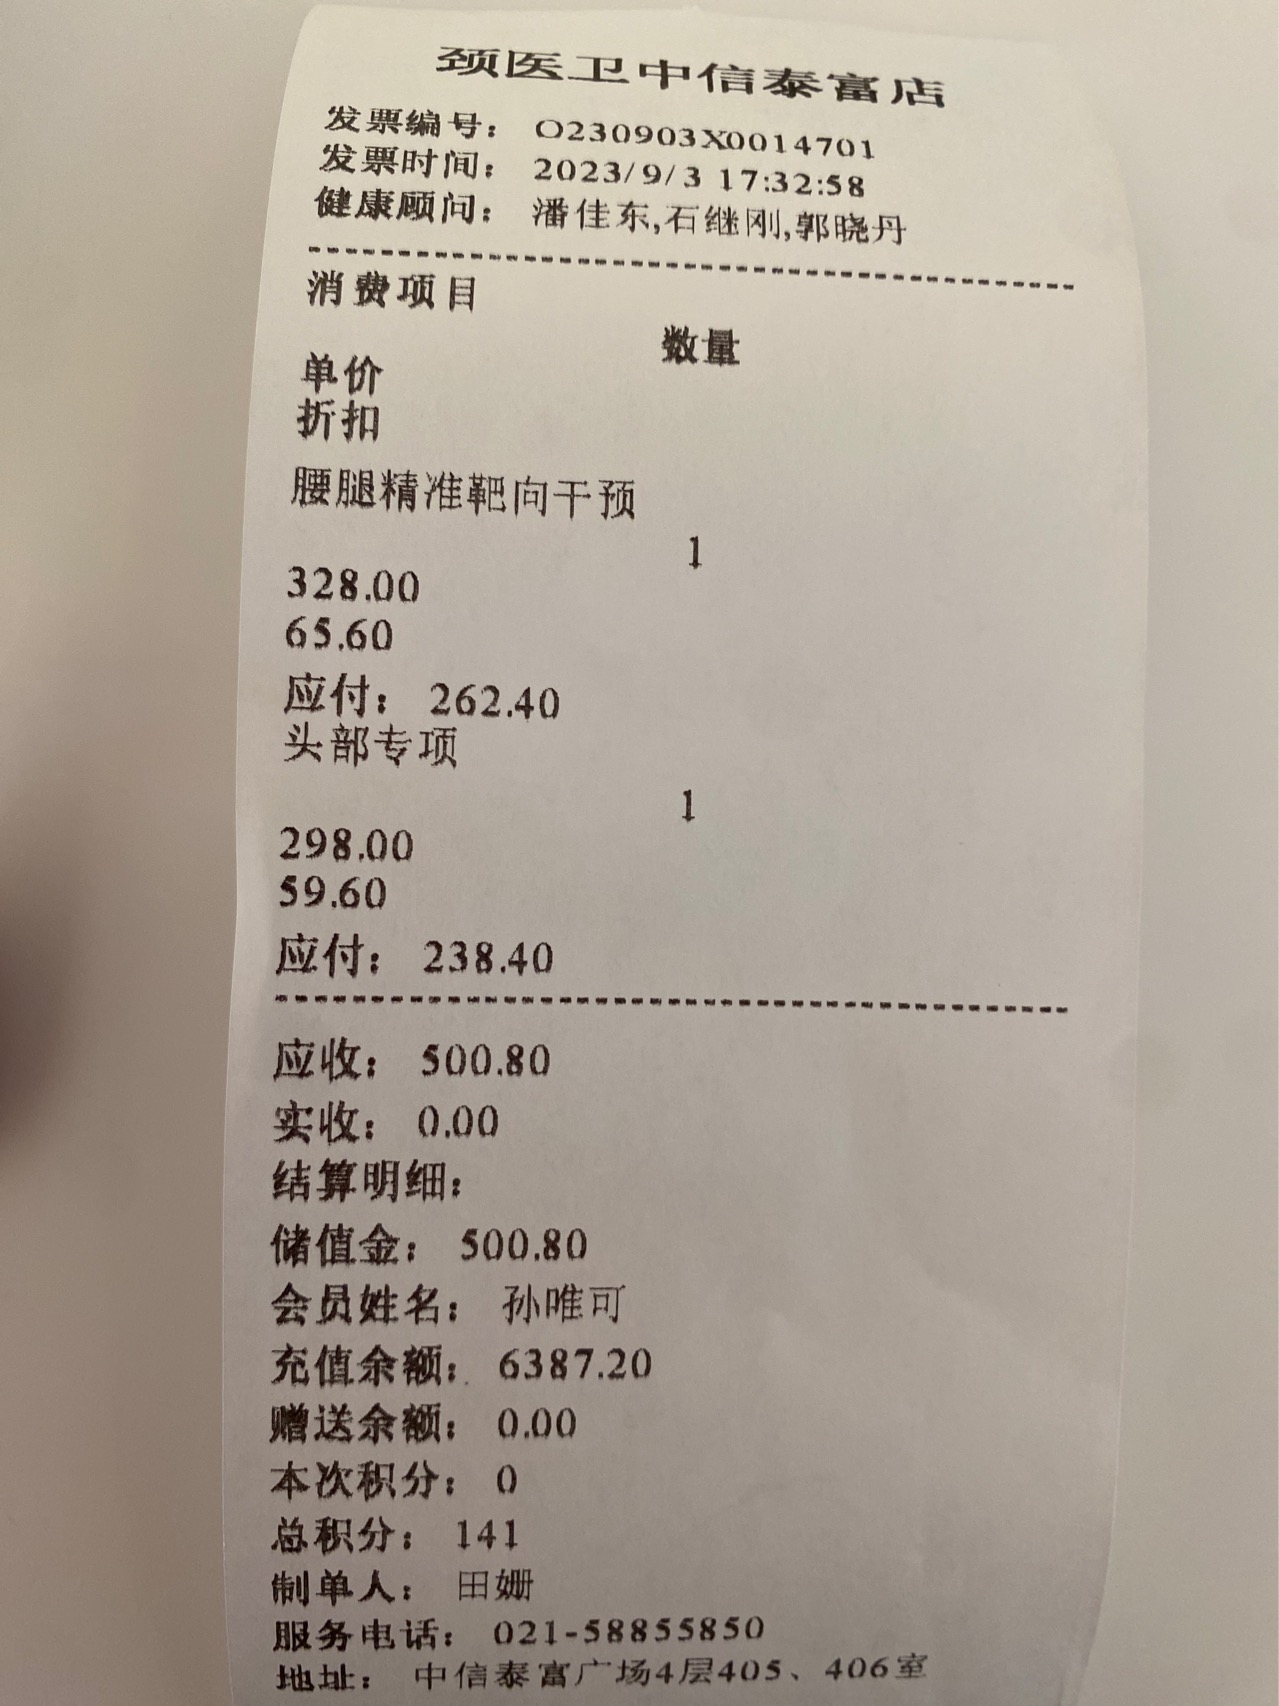 颈医卫中信泰富店
发票编号： O230903X0014701
发票时间： 2023/9/3 17:32:58
健康顾问： 潘佳东,石继刚,郭晓丹
消费项目
数量
单价
折扣
腰腿精准靶向干预
1
328.00
65.60
应付： 262.40
头部专项
1
298.00
59.60
应付： 238.40
应收： 500.80
实收： 0.00
结算明细：
储值金： 500.80
会员姓名： 孙唯可
充值余额： 6387.20
赠送余额： 0.00
本次积分： 0
总积分： 141
制单人： 田姗
服务电话： 021-58855850
地址： 中信泰富广场4层405、406室